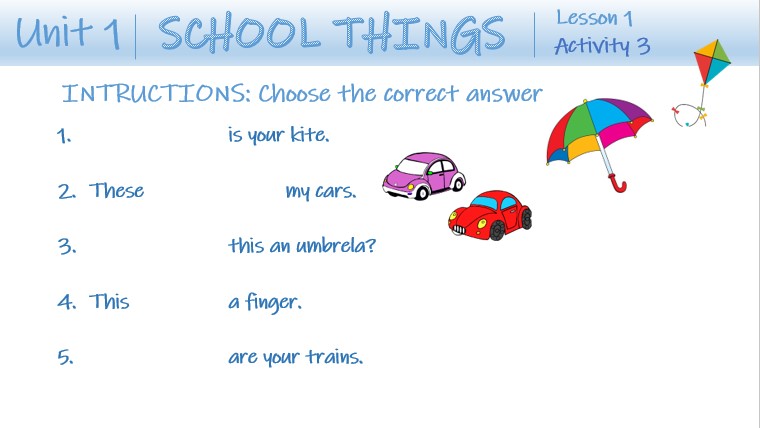 Unit 1
SCHOOL THINGS
Lesson 1
Activity 3
INTRUCTIONS: Choose the correct answer
1. is your kite.
2. These my cars.
3. this an umbrela?
4. This a finger.
5. are your trains.